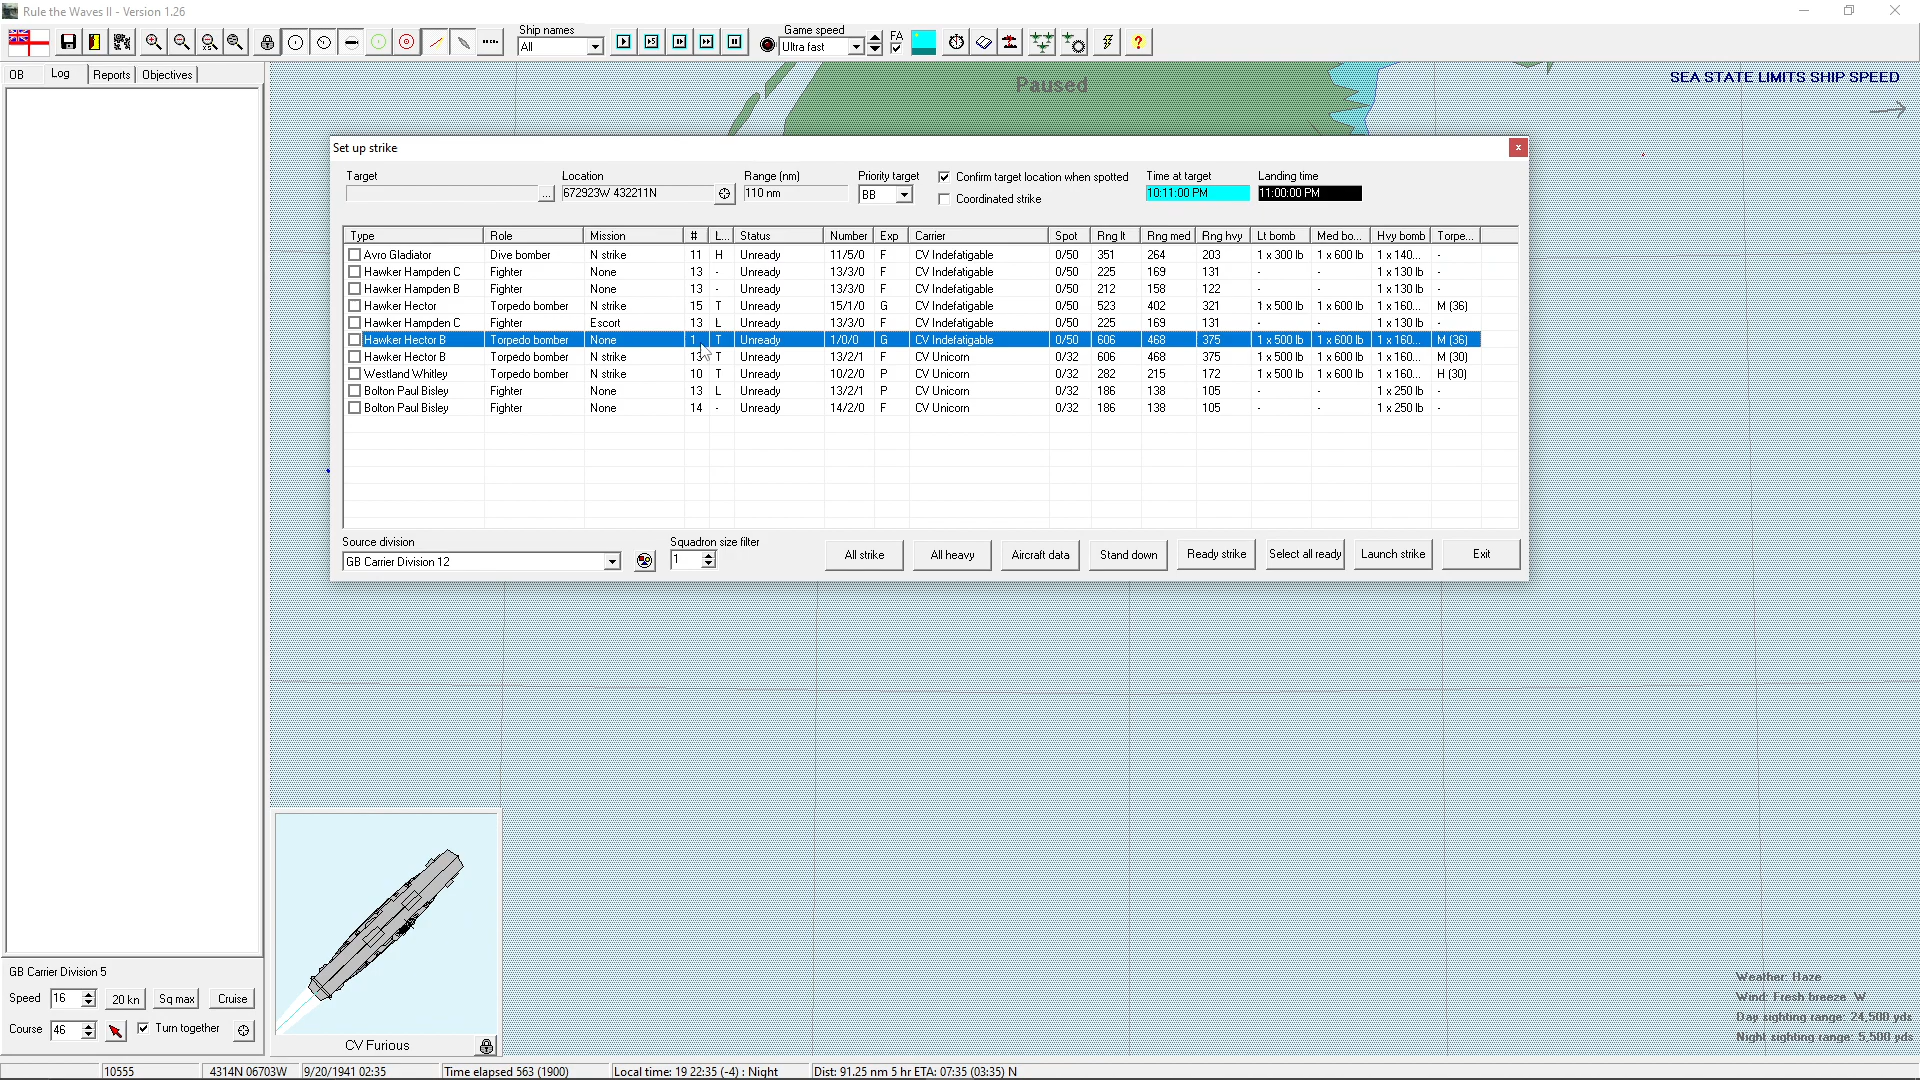 Rule the Waves II - Version 1.26
Ship names
All
Game speed
Ultra fast
FA
OB
Log
Reports
Objectives
Paused
SEA STATE LIMITS SHIP SPEED
Set up strike
Target
Location
Range (nm)
Priority target
Confirm target location when spotted
Time at target
Landing time
...
672923W 432211N
110 nm
BB
Coordinated strike
10:11:00 PM
11:00:00 PM
Type Role Mission # L... Status Number Exp Carrier Spot Rng lt Rng med Rng hvy Lt bomb Med bo... Hvy bomb Torpe...
Avro Gladiator Dive bomber N strike 11 H Unready 11/5/0 F CV Indefatigable 0/50 351 264 203 1 x 300 lb 1 x 600 lb 1 x 140... -
Hawker Hampden C Fighter None 13 - Unready 13/3/0 F CV Indefatigable 0/50 225 169 131 - - 1 x 130 lb -
Hawker Hampden B Fighter None 13 - Unready 13/3/0 F CV Indefatigable 0/50 212 158 122 - - 1 x 130 lb -
Hawker Hector Torpedo bomber N strike 15 T Unready 15/1/0 G CV Indefatigable 0/50 523 402 321 1 x 500 lb 1 x 600 lb 1 x 160... M (36)
Hawker Hampden C Fighter Escort 13 L Unready 13/3/0 F CV Indefatigable 0/50 225 169 131 - - 1 x 130 lb -
Hawker Hector B Torpedo bomber None 1 T Unready 1/0/0 G CV Indefatigable 0/50 606 468 375 1 x 500 lb 1 x 600 lb 1 x 160... M (36)
Hawker Hector B Torpedo bomber N strike 13 T Unready 13/2/1 F CV Unicorn 0/32 606 468 375 1 x 500 lb 1 x 600 lb 1 x 160... M (30)
Westland Whitley Torpedo bomber N strike 10 T Unready 10/2/0 P CV Unicorn 0/32 282 215 172 1 x 500 lb 1 x 600 lb 1 x 160... H (30)
Bolton Paul Bisley Fighter None 13 L Unready 13/2/1 P CV Unicorn 0/32 186 138 105 - - 1 x 250 lb -
Bolton Paul Bisley Fighter None 14 - Unready 14/2/0 F CV Unicorn 0/32 186 138 105 - - 1 x 250 lb -
Source division
GB Carrier Division 12
Squadron size filter
1
All strike
All heavy
Aircraft data
Stand down
Ready strike
Select all ready
Launch strike
Exit
GB Carrier Division 5
Speed 16 20 kn Sq max Cruise
Course 46 Turn together
CV Furious
Weather: Haze
Wind: Fresh breeze W
Day sighting range: 24,500 yds
Night sighting range: 5,500 yds
10555 4314N 06703W 9/20/1941 02:35 Time elapsed 563 (1900) Local time: 19 22:35 (-4) : Night Dist: 91.25 nm 5 hr ETA: 07:35 (03:35) N